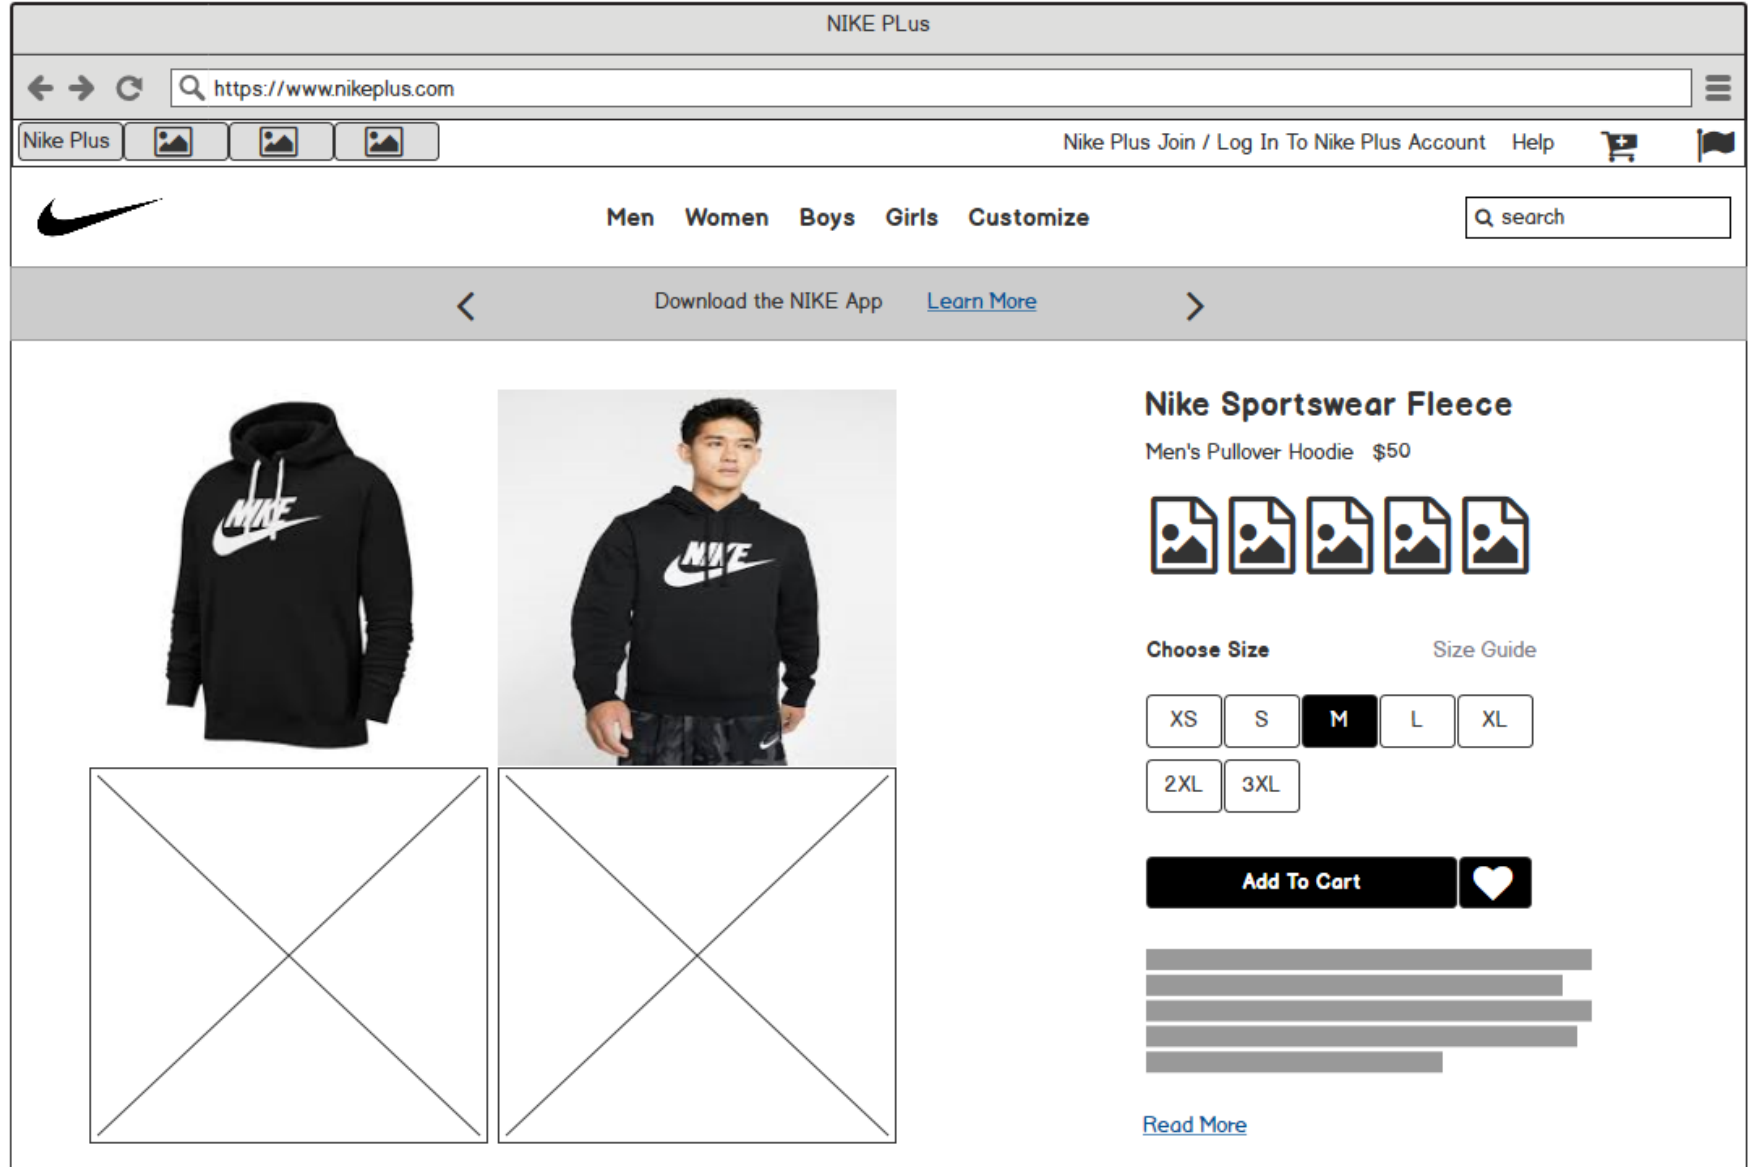 NIKE PLus
https://www.nikeplus.com
Nike Plus
Nike Plus Join / Log In To Nike Plus Account Help
Men Women Boys Girls Customize
search
Download the NIKE App Learn More
NIKE
NIKE
Nike Sportswear Fleece
Men's Pullover Hoodie $50
Choose Size Size Guide
XS S M L XL
2XL 3XL
Add To Cart
Read More